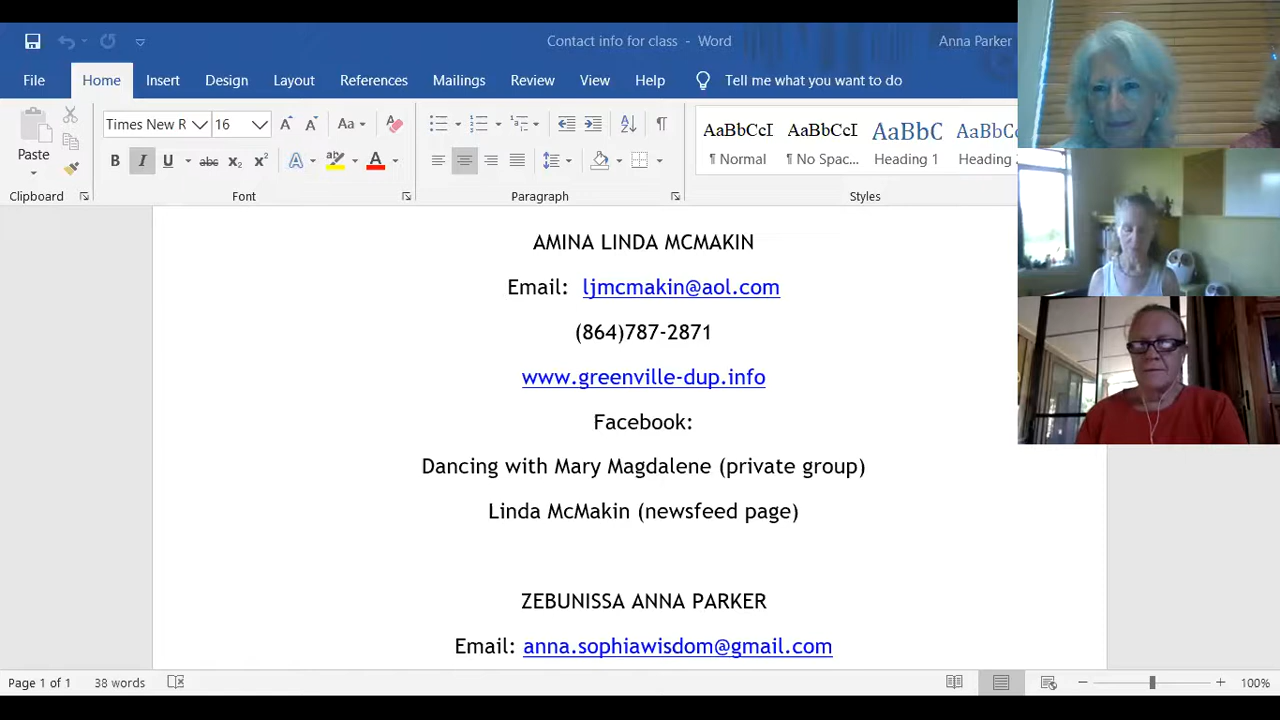 Contact info for class - Word
Anna Parker
File Home Insert Design Layout References Mailings Review View Help Tell me what you want to do
Paste
Times New R 16
Aa
AaBbCcI AaBbCcI AaBbC AaBbCcI
¶ Normal ¶ No Spac... Heading 1 Heading
Clipboard Font Paragraph Styles
AMINA LINDA MCMAKIN
Email: ljmcmakin@aol.com
(864)787-2871
www.greenville-dup.info
Facebook:
Dancing with Mary Magdalene (private group)
Linda McMakin (newsfeed page)
ZEBUNISSA ANNA PARKER
Email: anna.sophiawisdom@gmail.com
Page 1 of 1 38 words 100%